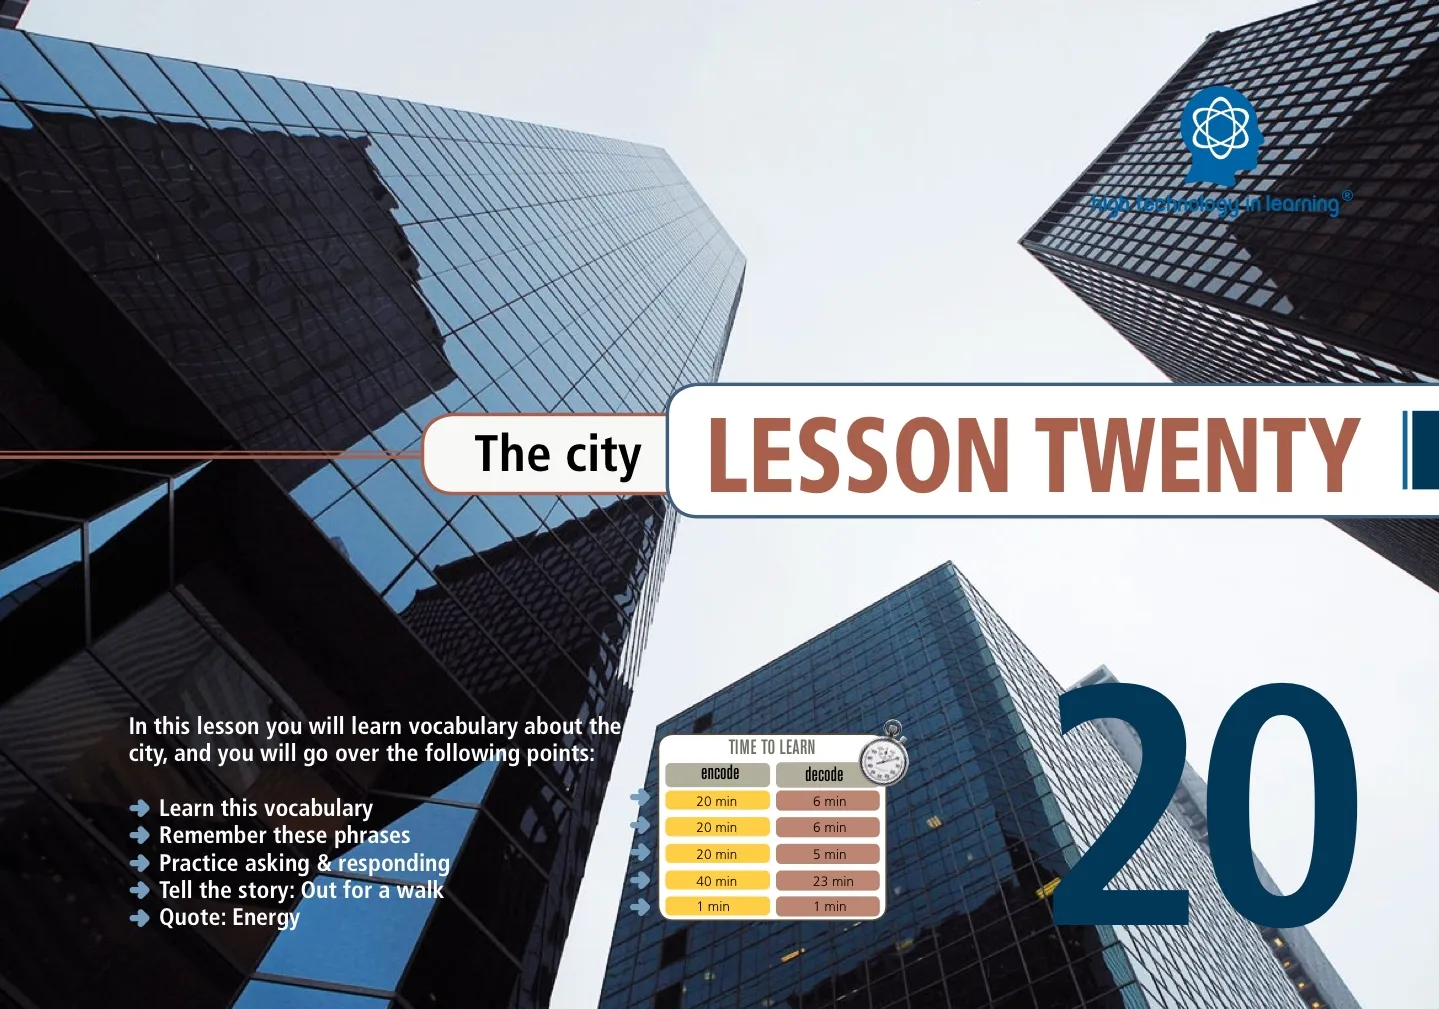 high technology in learning®
The city
LESSON TWENTY
In this lesson you will learn vocabulary about the
city, and you will go over the following points:
Learn this vocabulary
Remember these phrases
Practice asking & responding
Tell the story: Out for a walk
Quote: Energy
TIME TO LEARN
encode decode
20 min 6 min
20 min 6 min
20 min 5 min
40 min 23 min
1 min 1 min
20